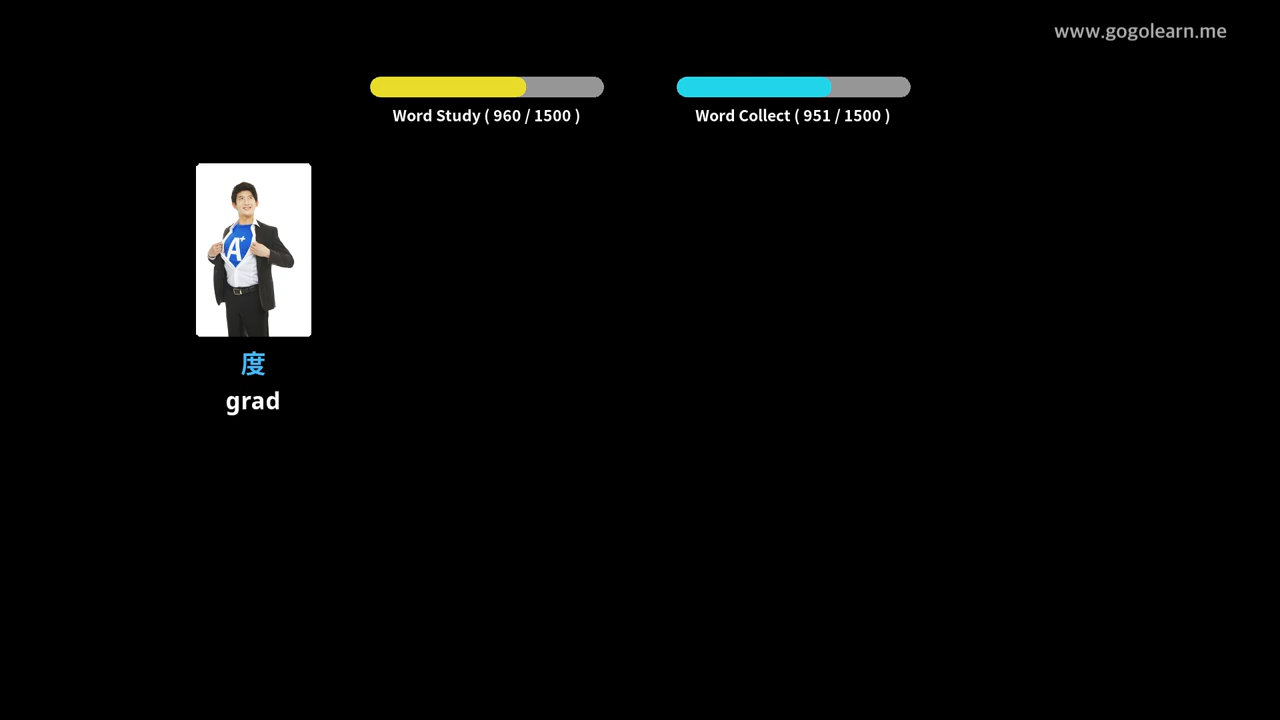 www.gogolearn.me
Word Study ( 960 / 1500 )
Word Collect ( 951 / 1500 )
A+
度
grad